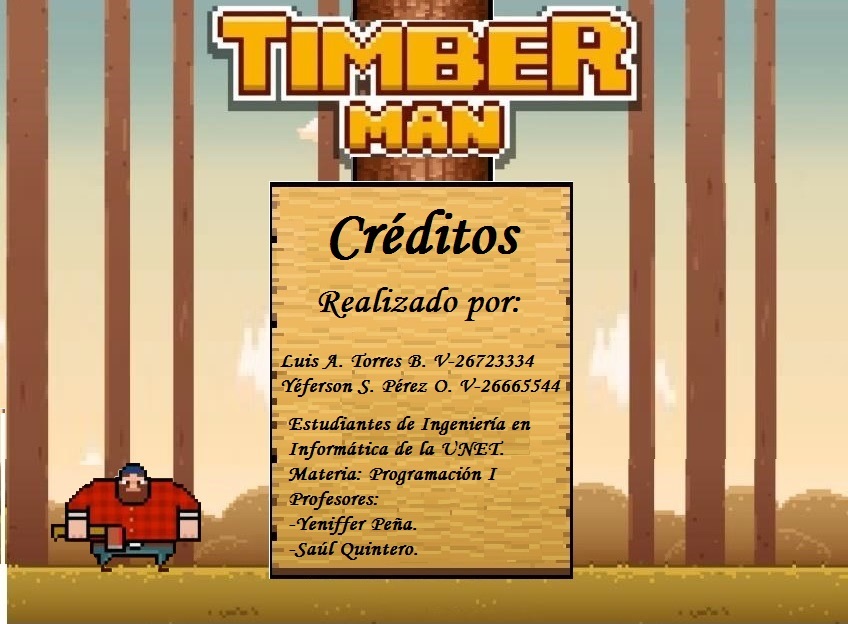 TIMBER
MAN
Créditos
Realizado por:
Luis A. Torres B. V-26723334
Yéferson S. Pérez O. V-26665544
Estudiantes de Ingeniería en
Informática de la UNET.
Materia: Programación I
Profesores:
-Yeniffer Peña.
-Saúl Quintero.